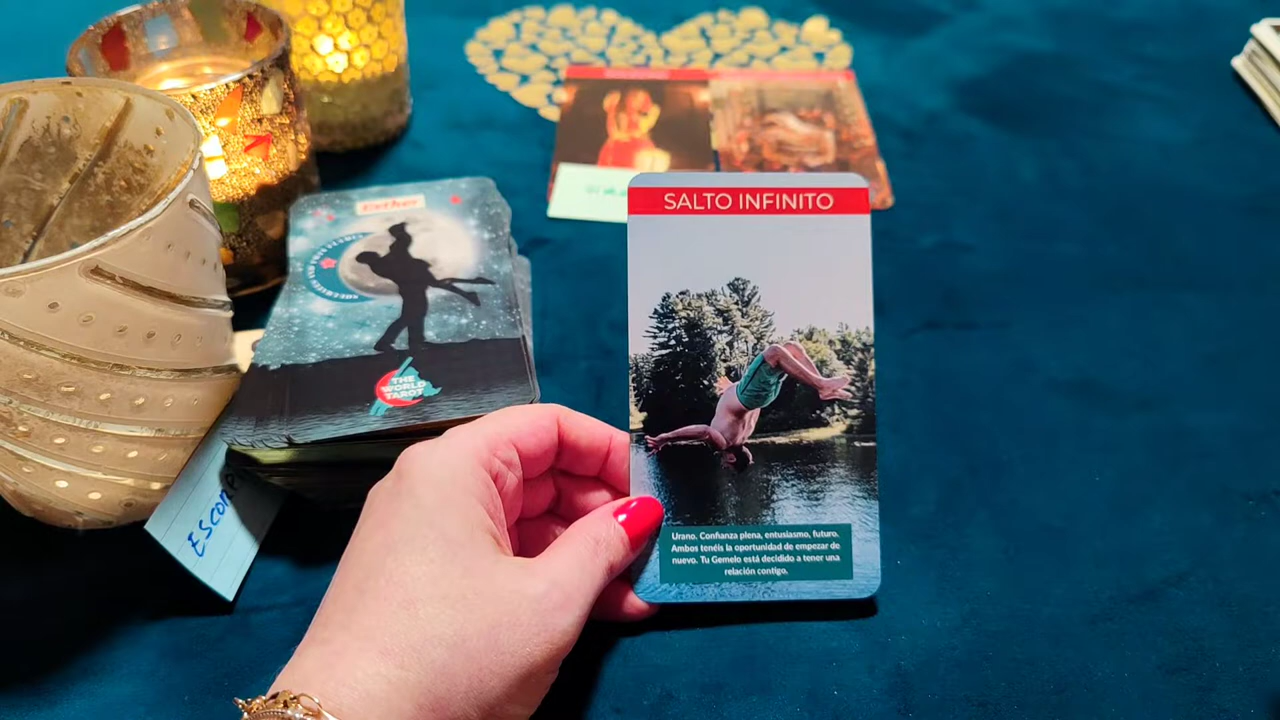 SALTO INFINITO
Urano. Confianza plena, entusiasmo, futuro.
Ambos tenéis la oportunidad de empezar de
nuevo. Tu Gemelo está decidido a tener una
relación contigo.
Esther
THE
WORLD
TAROT